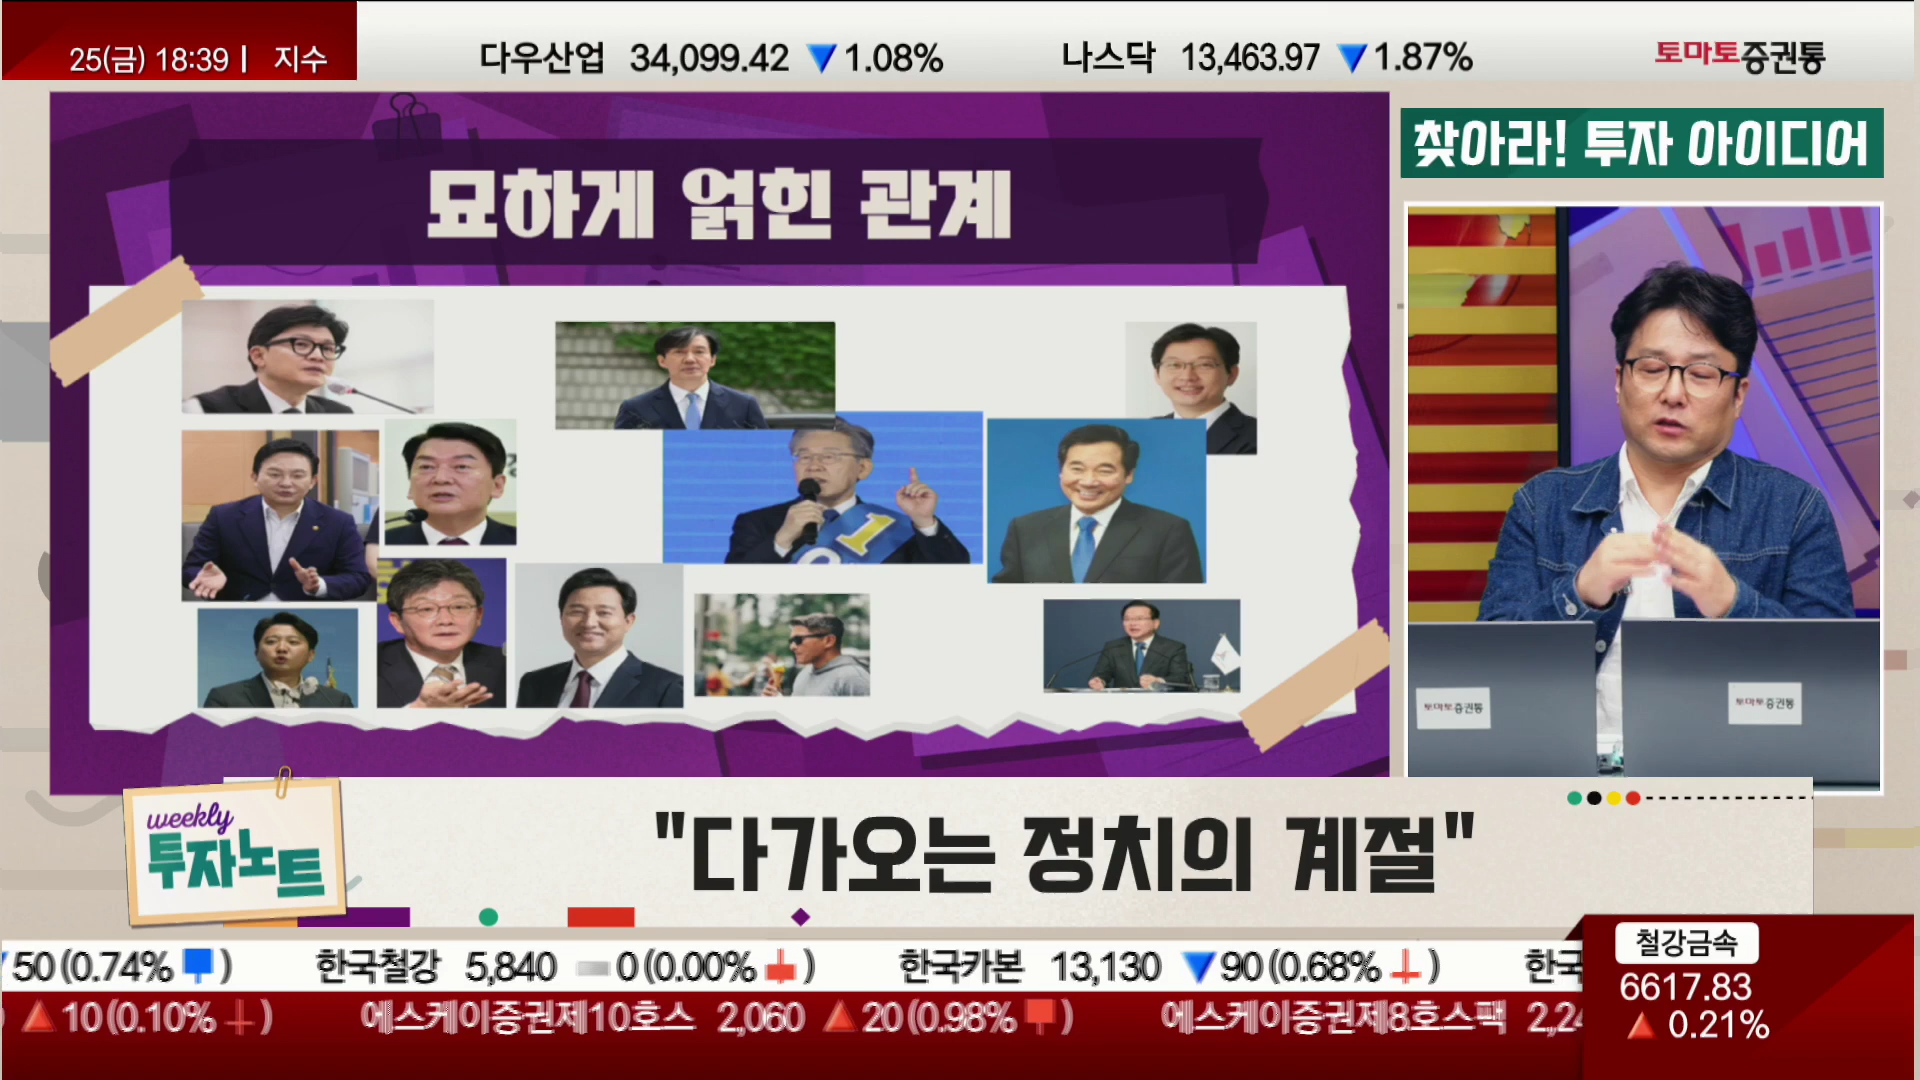 25(금) 18:39 | 지수
다우산업 34,099.42 ▼ 1.08%
나스닥 13,463.97 ▼ 1.87%
토마토증권통
묘하게 얽힌 관계
찾아라! 투자 아이디어
1
토마토증권통
토마토증권통
weekly
투자노트
"다가오는 정치의 계절"
50(0.74% )
한국철강 5,840 0(0.00% )
한국카본 13,130 ▼ 90(0.68% )
한국
철강금속
6617.83
▲ 0.21%
▲ 10(0.10% )
에스케이증권제10호스 2,060 ▲ 20(0.98% )
에스케이증권제8호스팩 2,24